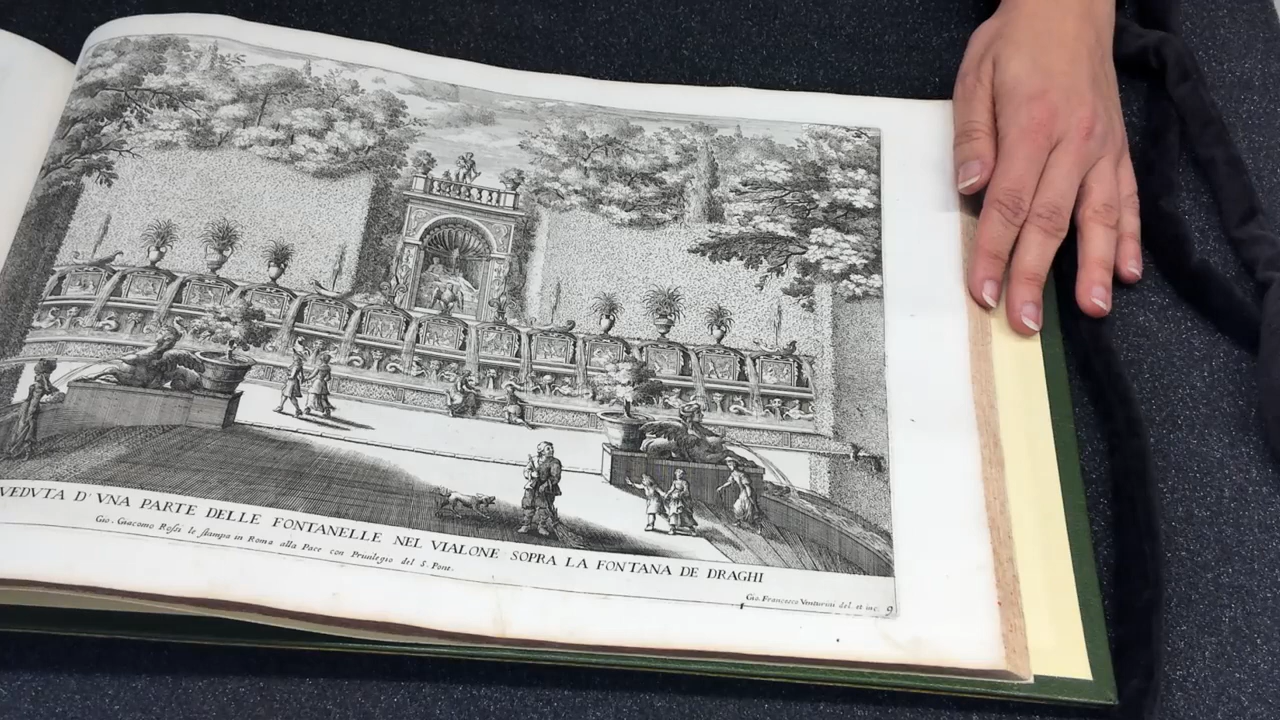 VEDVTA D' VNA PARTE DELLE FONTANELLE NEL VIALONE SOPRA LA FONTANA DE DRAGHI
Gio. Giacomo Rossi le stampa in Roma alla Pace con Priuilegio del S. Pont.
Gio. Francesco Venturini del. et inc. 9